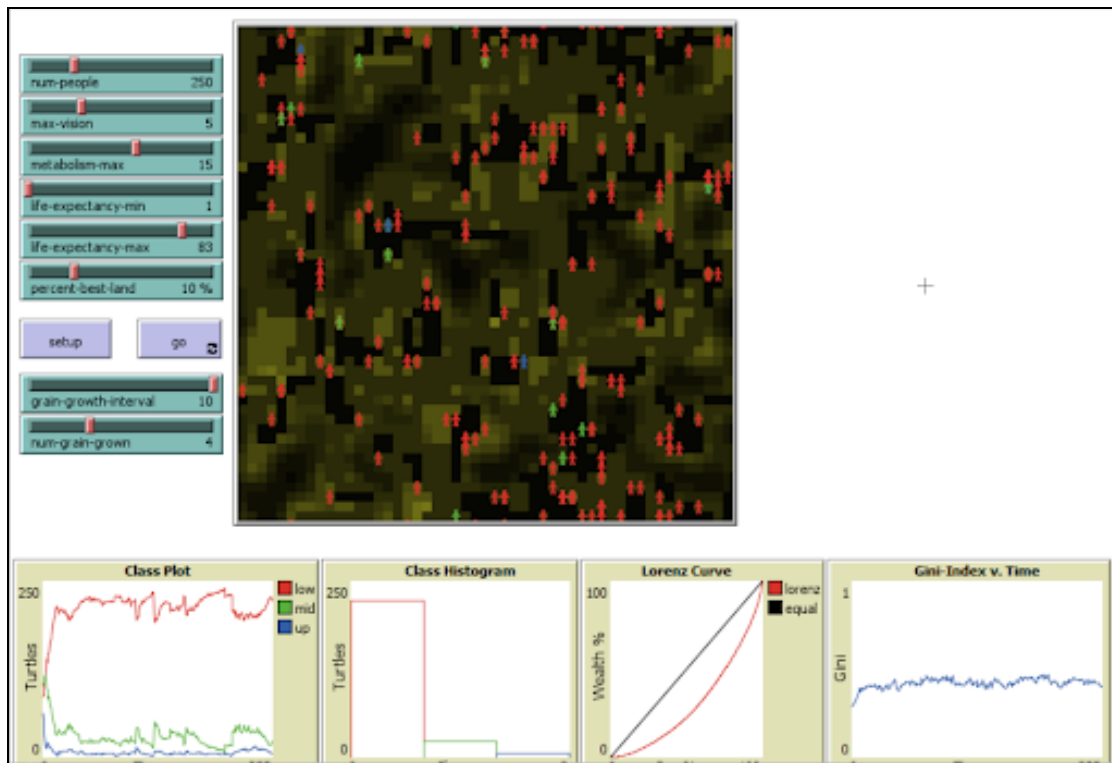 num-people 250
max-vision 5
metabolism-max 15
life-expectancy-min 1
life-expectancy-max 83
percent-best-land 10 %
setup
go
grain-growth-interval 10
num-grain-grown 4
Class Plot
250
Turtles
0
low
mid
up
Class Histogram
250
Turtles
0
Lorenz Curve
100
Wealth %
0
lorenz
equal
Gini-Index v. Time
1
Gini
0